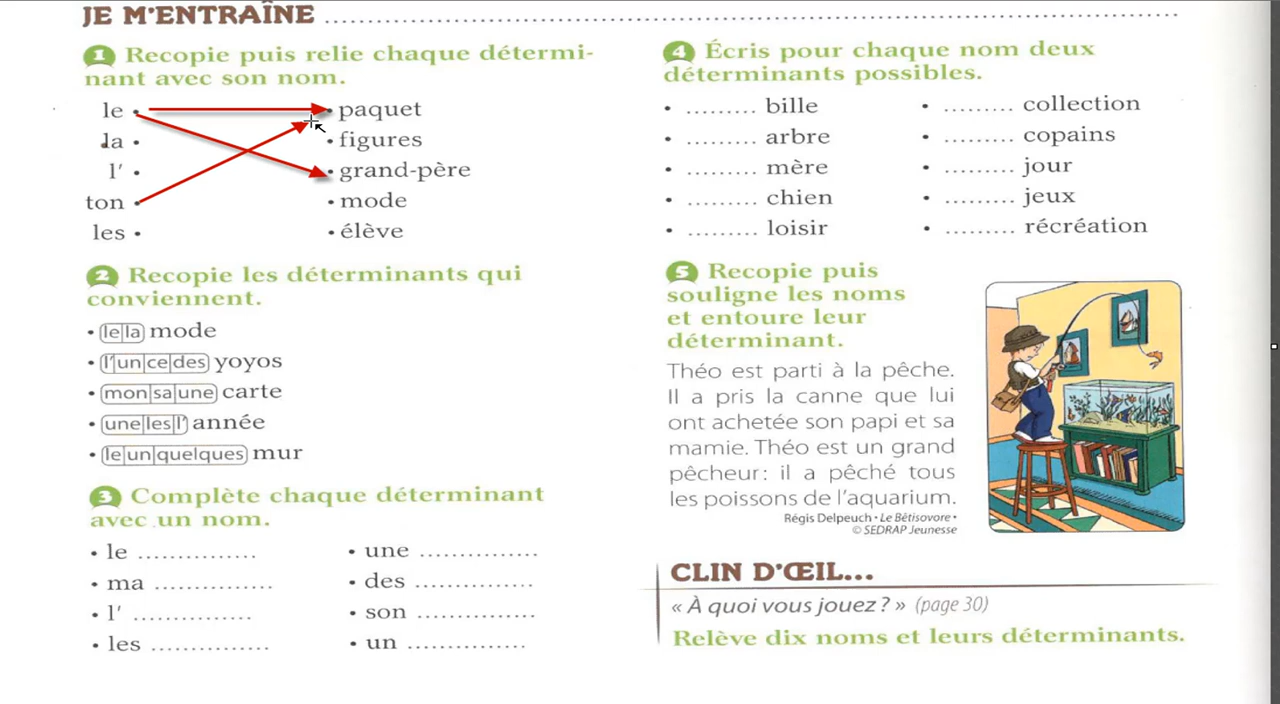 JE M'ENTRAÎNE
1 Recopie puis relie chaque détermi-
nant avec son nom.
le • • paquet
la • • figures
l' • • grand-père
ton • • mode
les • • élève
2 Recopie les déterminants qui
conviennent.
• le|la mode
• l'|un|ce|des yoyos
• mon|sa|une carte
• une|les|l' année
• le|un|quelques mur
3 Complète chaque déterminant
avec un nom.
• le .............. • une ..............
• ma .............. • des ..............
• l' .............. • son ..............
• les .............. • un ..............
4 Écris pour chaque nom deux
déterminants possibles.
• ......... bille • ......... collection
• ......... arbre • ......... copains
• ......... mère • ......... jour
• ......... chien • ......... jeux
• ......... loisir • ......... récréation
5 Recopie puis
souligne les noms
et entoure leur
déterminant.
Théo est parti à la pêche.
Il a pris la canne que lui
ont achetée son papi et sa
mamie. Théo est un grand
pêcheur : il a pêché tous
les poissons de l'aquarium.
Régis Delpeuch • Le Bêtisovore •
© SEDRAP Jeunesse
CLIN D'ŒIL...
« À quoi vous jouez ? » (page 30)
Relève dix noms et leurs déterminants.